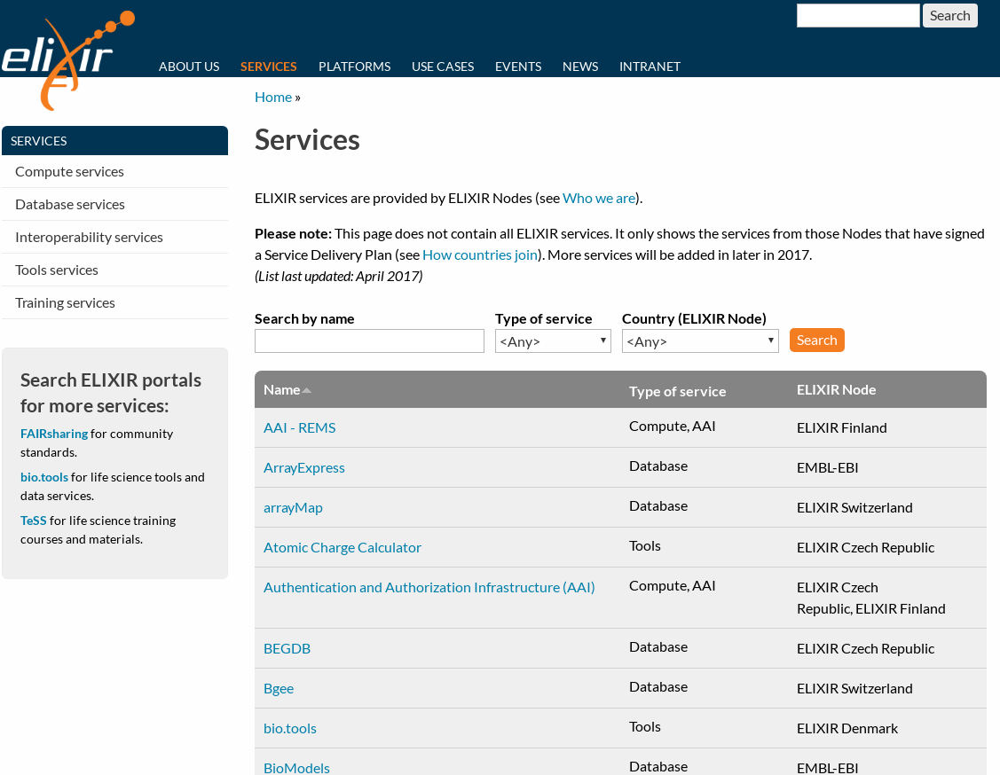 Search
elixir
ABOUT US SERVICES PLATFORMS USE CASES EVENTS NEWS INTRANET
Home »
SERVICES
Compute services
Database services
Interoperability services
Tools services
Training services
Search ELIXIR portals
for more services:
FAIRsharing for community
standards.
bio.tools for life science tools and
data services.
TeSS for life science training
courses and materials.
Services
ELIXIR services are provided by ELIXIR Nodes (see Who we are).
Please note: This page does not contain all ELIXIR services. It only shows the services from those Nodes that have signed
a Service Delivery Plan (see How countries join). More services will be added in later in 2017.
(List last updated: April 2017)
Search by name Type of service Country (ELIXIR Node)
<Any> <Any> Search
Name Type of service ELIXIR Node
AAI - REMS Compute, AAI ELIXIR Finland
ArrayExpress Database EMBL-EBI
arrayMap Database ELIXIR Switzerland
Atomic Charge Calculator Tools ELIXIR Czech Republic
Authentication and Authorization Infrastructure (AAI) Compute, AAI ELIXIR Czech
Republic, ELIXIR Finland
BEGDB Database ELIXIR Czech Republic
Bgee Database ELIXIR Switzerland
bio.tools Tools ELIXIR Denmark
BioModels Database EMBL-EBI